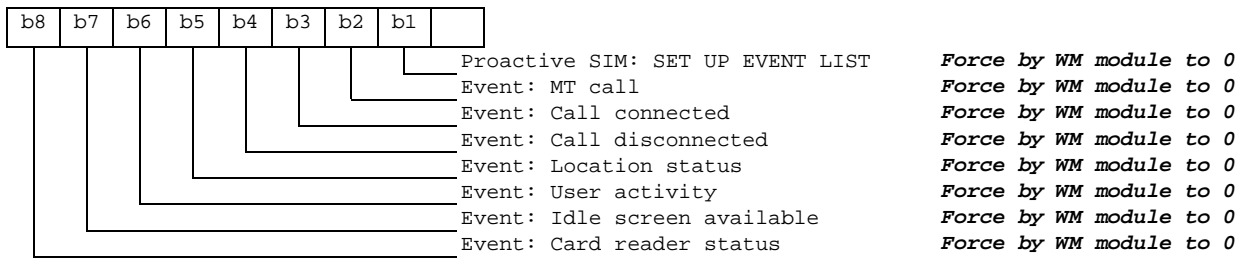 b8 b7 b6 b5 b4 b3 b2 b1
Proactive SIM: SET UP EVENT LIST Force by WM module to 0
Event: MT call Force by WM module to 0
Event: Call connected Force by WM module to 0
Event: Call disconnected Force by WM module to 0
Event: Location status Force by WM module to 0
Event: User activity Force by WM module to 0
Event: Idle screen available Force by WM module to 0
Event: Card reader status Force by WM module to 0